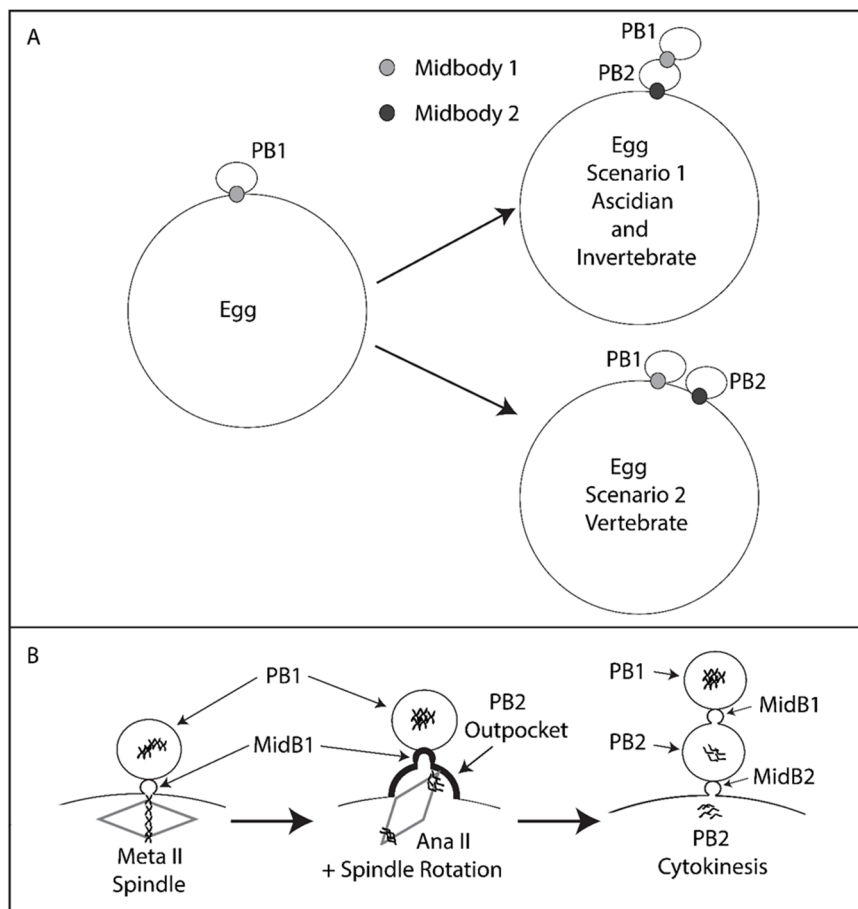 A
Midbody 1
Midbody 2
PB1
Egg
PB1
PB2
Egg
Scenario 1
Ascidian
and
Invertebrate
PB1
PB2
Egg
Scenario 2
Vertebrate
B
PB1
MidB1
Meta II
Spindle
PB2
Outpocket
Ana II
+ Spindle Rotation
PB1
MidB1
PB2
MidB2
PB2
Cytokinesis